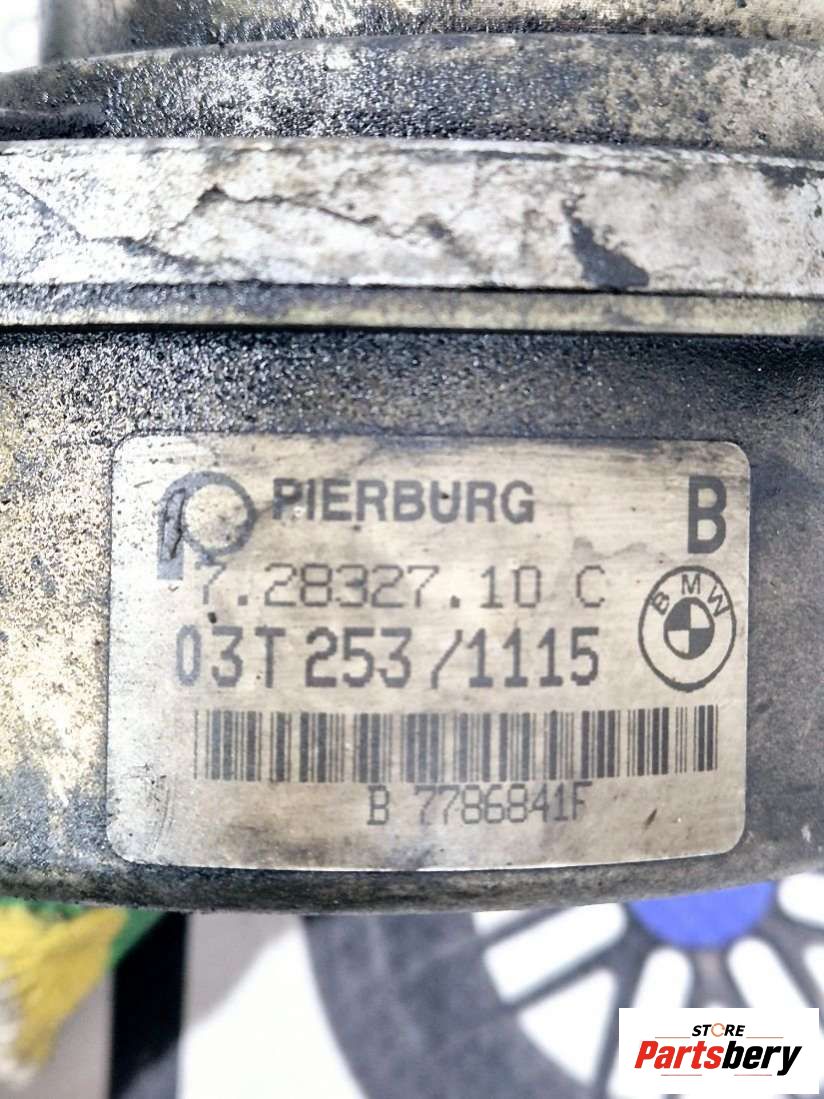 PIERBURG B
7.28327.10 C
BMW
03T 253/1115
B 7786841F
STORE
Partsbery